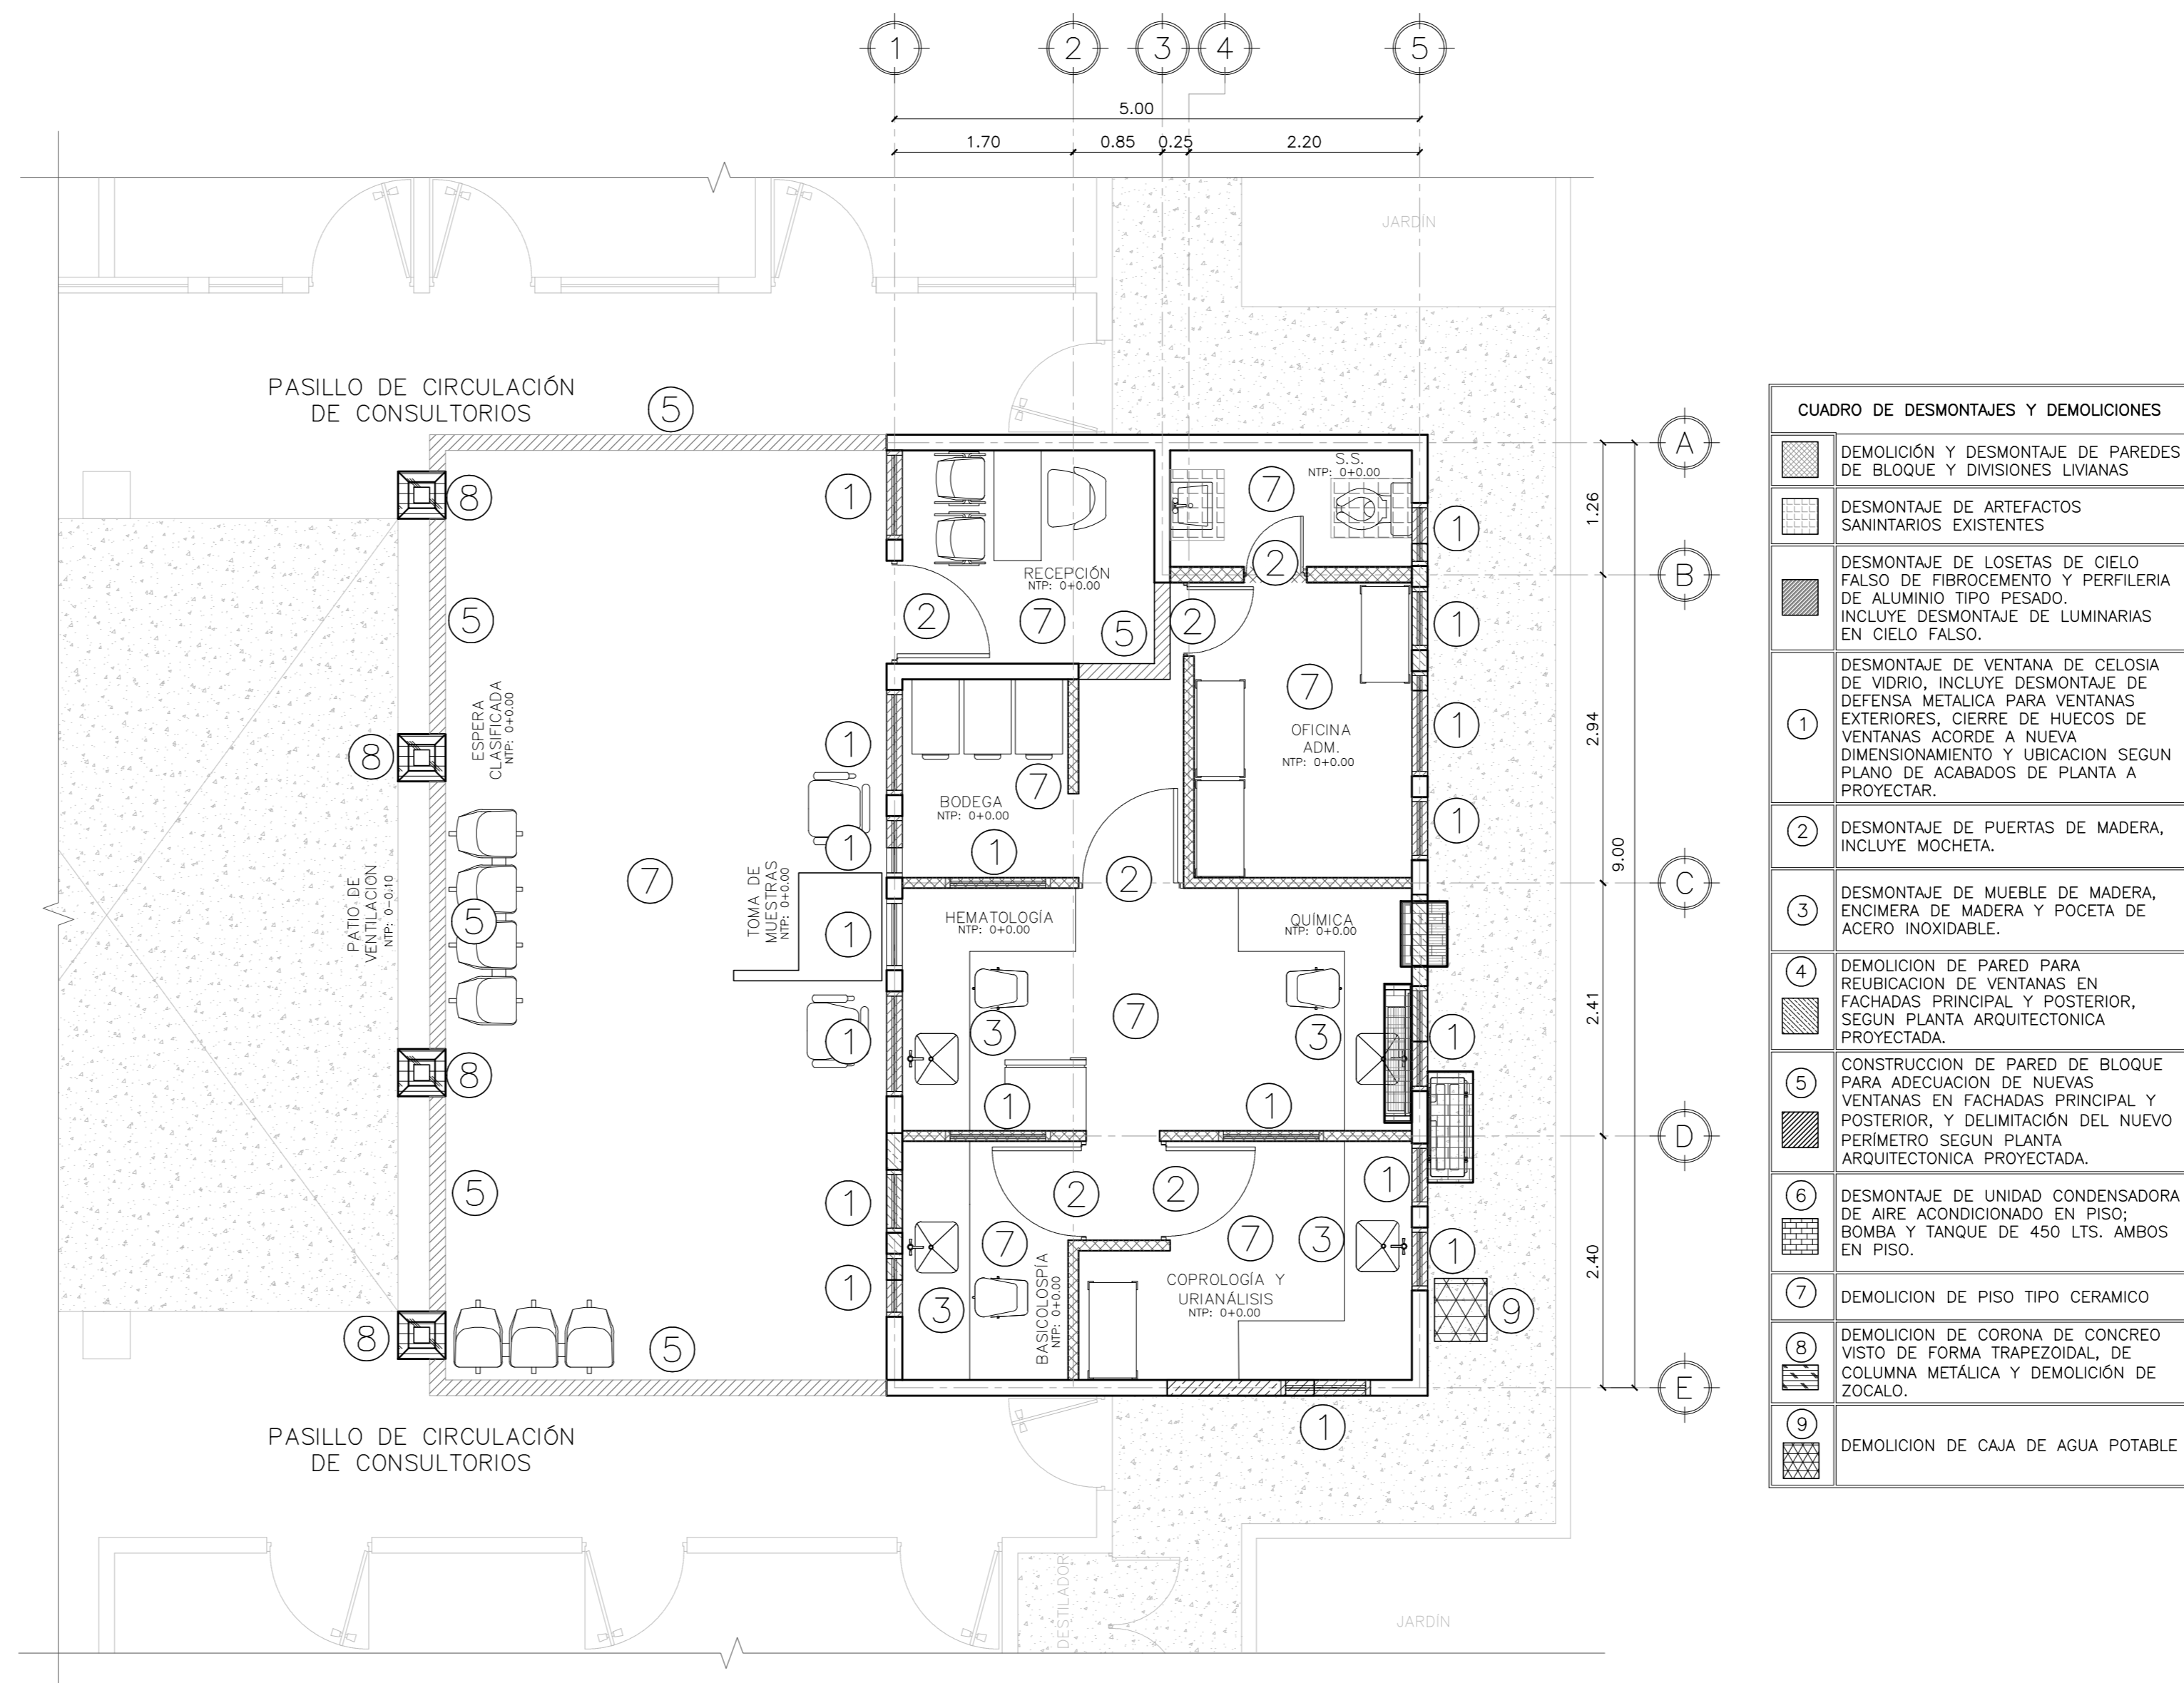 1
2
3
4
5
5.00
1.70
0.85
0.25
2.20
JARDÍN
PASILLO DE CIRCULACIÓN
DE CONSULTORIOS
5
A
8
1
7
S.S.
NTP: 0+0.00
1
1.26
RECEPCIÓN
NTP: 0+0.00
2
B
5
2
7
5
2
1
ESPERA
CLASIFICADA
NTP: 0+0.00
7
OFICINA
ADM.
NTP: 0+0.00
1
2.94
8
1
7
BODEGA
NTP: 0+0.00
1
1
1
9.00
PATIO DE
VENTILACION
NTP: 0-0.10
5
7
TOMA DE
MUESTRAS
NTP: 0+0.00
1
2
C
HEMATOLOGÍA
NTP: 0+0.00
QUÍMICA
NTP: 0+0.00
2.41
8
1
3
7
3
1
1
1
D
5
1
2
2
1
7
7
3
1
2.40
1
3
BASICOLOSPÍA
NTP: 0+0.00
COPROLOGÍA Y
URIANÁLISIS
NTP: 0+0.00
9
8
5
E
1
PASILLO DE CIRCULACIÓN
DE CONSULTORIOS
DESTILADOR
JARDÍN
CUADRO DE DESMONTAJES Y DEMOLICIONES
DEMOLICIÓN Y DESMONTAJE DE PAREDES
DE BLOQUE Y DIVISIONES LIVIANAS
DESMONTAJE DE ARTEFACTOS
SANINTARIOS EXISTENTES
DESMONTAJE DE LOSETAS DE CIELO
FALSO DE FIBROCEMENTO Y PERFILERIA
DE ALUMINIO TIPO PESADO.
INCLUYE DESMONTAJE DE LUMINARIAS
EN CIELO FALSO.
1
DESMONTAJE DE VENTANA DE CELOSIA
DE VIDRIO, INCLUYE DESMONTAJE DE
DEFENSA METALICA PARA VENTANAS
EXTERIORES, CIERRE DE HUECOS DE
VENTANAS ACORDE A NUEVA
DIMENSIONAMIENTO Y UBICACION SEGUN
PLANO DE ACABADOS DE PLANTA A
PROYECTAR.
2
DESMONTAJE DE PUERTAS DE MADERA,
INCLUYE MOCHETA.
3
DESMONTAJE DE MUEBLE DE MADERA,
ENCIMERA DE MADERA Y POCETA DE
ACERO INOXIDABLE.
4
DEMOLICION DE PARED PARA
REUBICACION DE VENTANAS EN
FACHADAS PRINCIPAL Y POSTERIOR,
SEGUN PLANTA ARQUITECTONICA
PROYECTADA.
5
CONSTRUCCION DE PARED DE BLOQUE
PARA ADECUACION DE NUEVAS
VENTANAS EN FACHADAS PRINCIPAL Y
POSTERIOR, Y DELIMITACIÓN DEL NUEVO
PERÍMETRO SEGUN PLANTA
ARQUITECTONICA PROYECTADA.
6
DESMONTAJE DE UNIDAD CONDENSADORA
DE AIRE ACONDICIONADO EN PISO;
BOMBA Y TANQUE DE 450 LTS. AMBOS
EN PISO.
7
DEMOLICION DE PISO TIPO CERAMICO
8
DEMOLICION DE CORONA DE CONCREO
VISTO DE FORMA TRAPEZOIDAL, DE
COLUMNA METÁLICA Y DEMOLICIÓN DE
ZOCALO.
9
DEMOLICION DE CAJA DE AGUA POTABLE